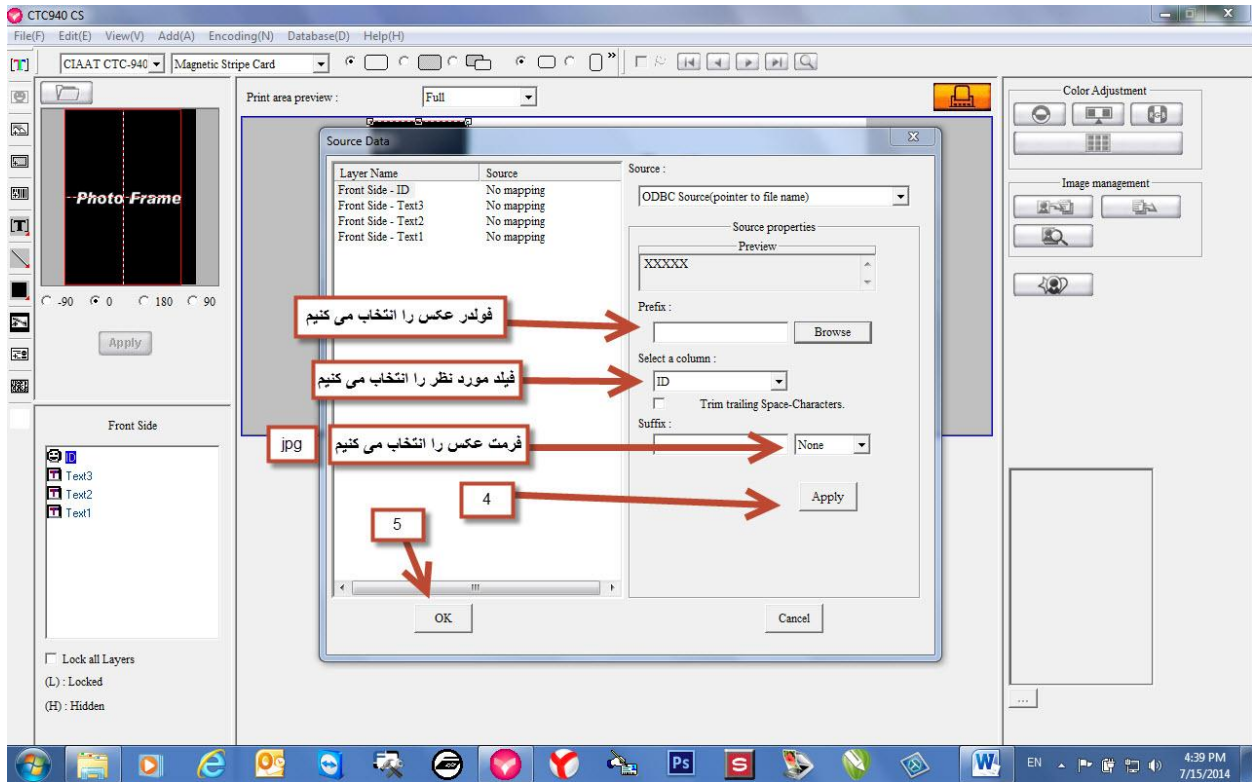 CTC940 CS
File(F) Edit(E) View(V) Add(A) Encoding(N) Database(D) Help(H)
CIAAT CTC-940 Magnetic Stripe Card
Print area preview : Full
Photo Frame
-90 0 180 90
Apply
Front Side
ID
Text3
Text2
Text1
Lock all Layers
(L) : Locked
(H) : Hidden
Source Data
Layer Name Source
Front Side - ID No mapping
Front Side - Text3 No mapping
Front Side - Text2 No mapping
Front Side - Text1 No mapping
Source :
ODBC Source(pointer to file name)
Source properties
Preview
XXXXX
Prefix :
فولدر عکس را انتخاب می کنیم
Browse
Select a column :
فیلد مورد نظر را انتخاب می کنیم
ID
Trim trailing Space-Characters.
Suffix :
jpg
فرمت عکس را انتخاب می کنیم
None
4
Apply
5
OK
Cancel
Color Adjustment
Image management
...
Ps
S
W
EN
4:39 PM
7/15/2014